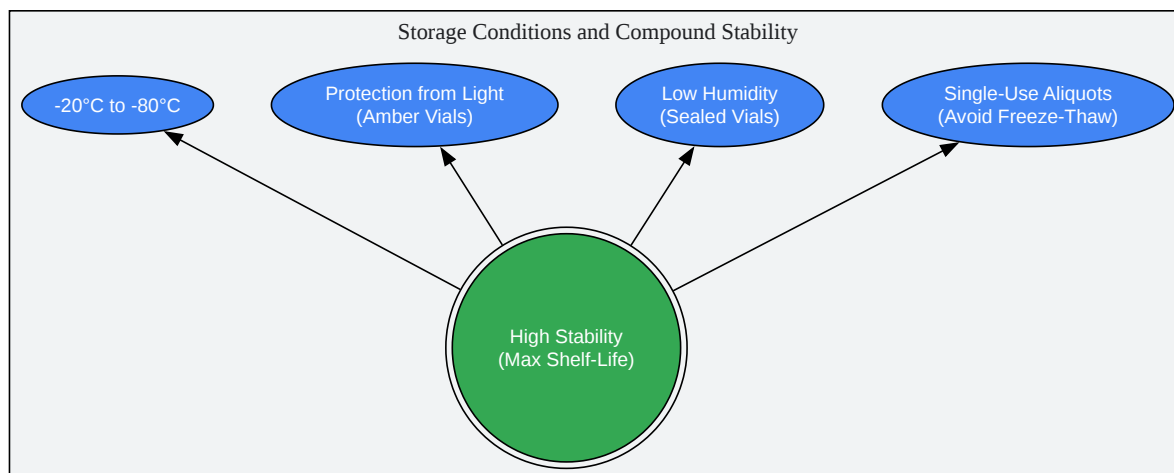 Storage Conditions and Compound Stability
-20°C to -80°C
Protection from Light
(Amber Vials)
Low Humidity
(Sealed Vials)
Single-Use Aliquots
(Avoid Freeze-Thaw)
High Stability
(Max Shelf-Life)